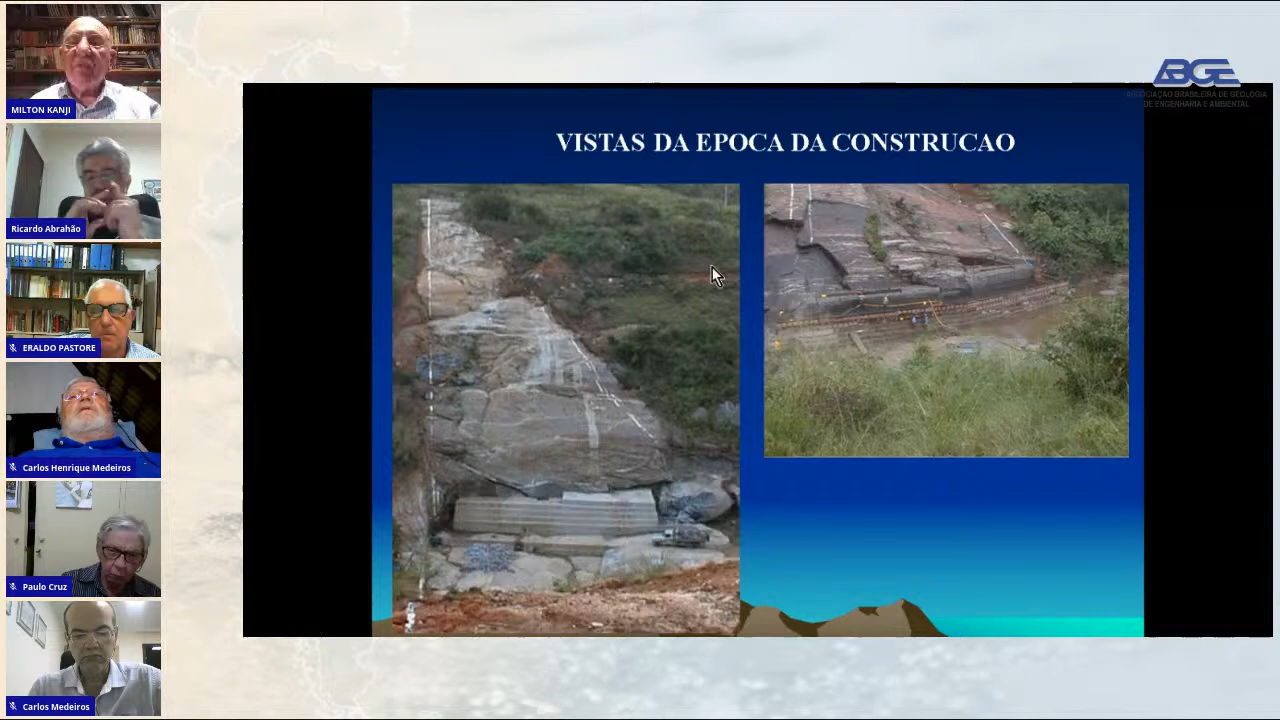 MILTON KANJI
Ricardo Abrahão
ERALDO PASTORE
Carlos Henrique Medeiros
Paulo Cruz
Carlos Medeiros
VISTAS DA EPOCA DA CONSTRUCAO
ABGE
ASSOCIAÇÃO BRASILEIRA DE GEOLOGIA
DE ENGENHARIA E AMBIENTAL